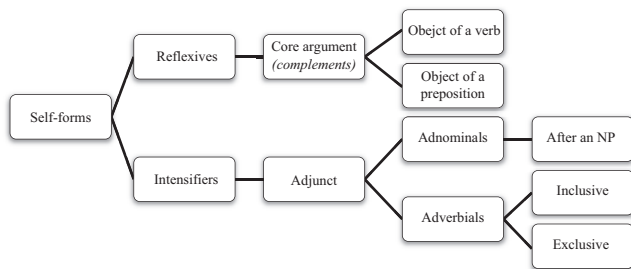 Self-forms
Reflexives
Core argument
(complements)
Obejct of a verb
Object of a
preposition
Intensifiers
Adjunct
Adnominals
After an NP
Adverbials
Inclusive
Exclusive